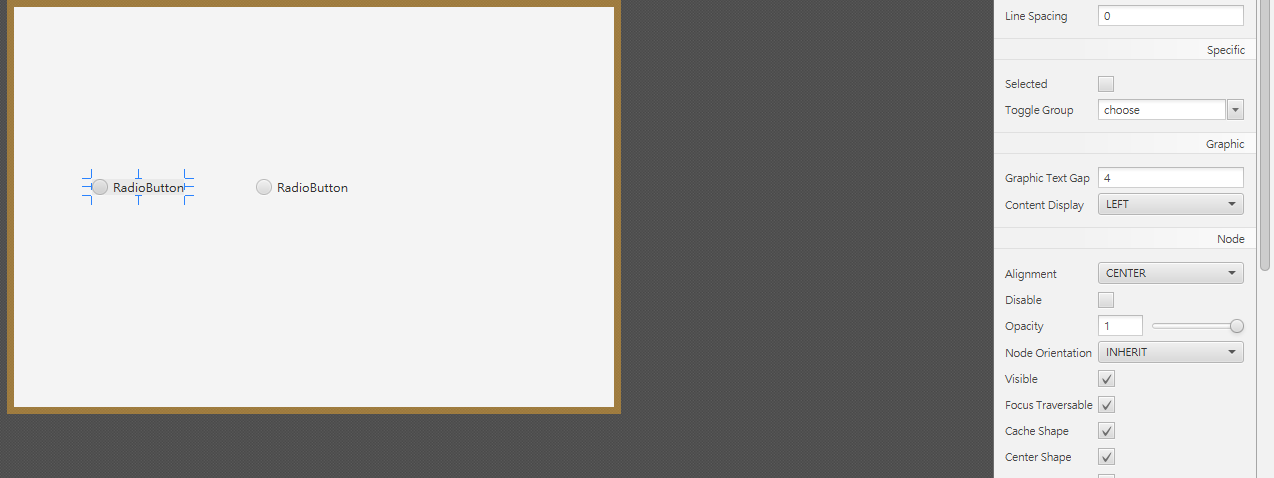 Line Spacing 0
Specific
Selected
Toggle Group choose
Graphic
RadioButton RadioButton
Graphic Text Gap 4
Content Display LEFT
Node
Alignment CENTER
Disable
Opacity 1
Node Orientation INHERIT
Visible
Focus Traversable
Cache Shape
Center Shape